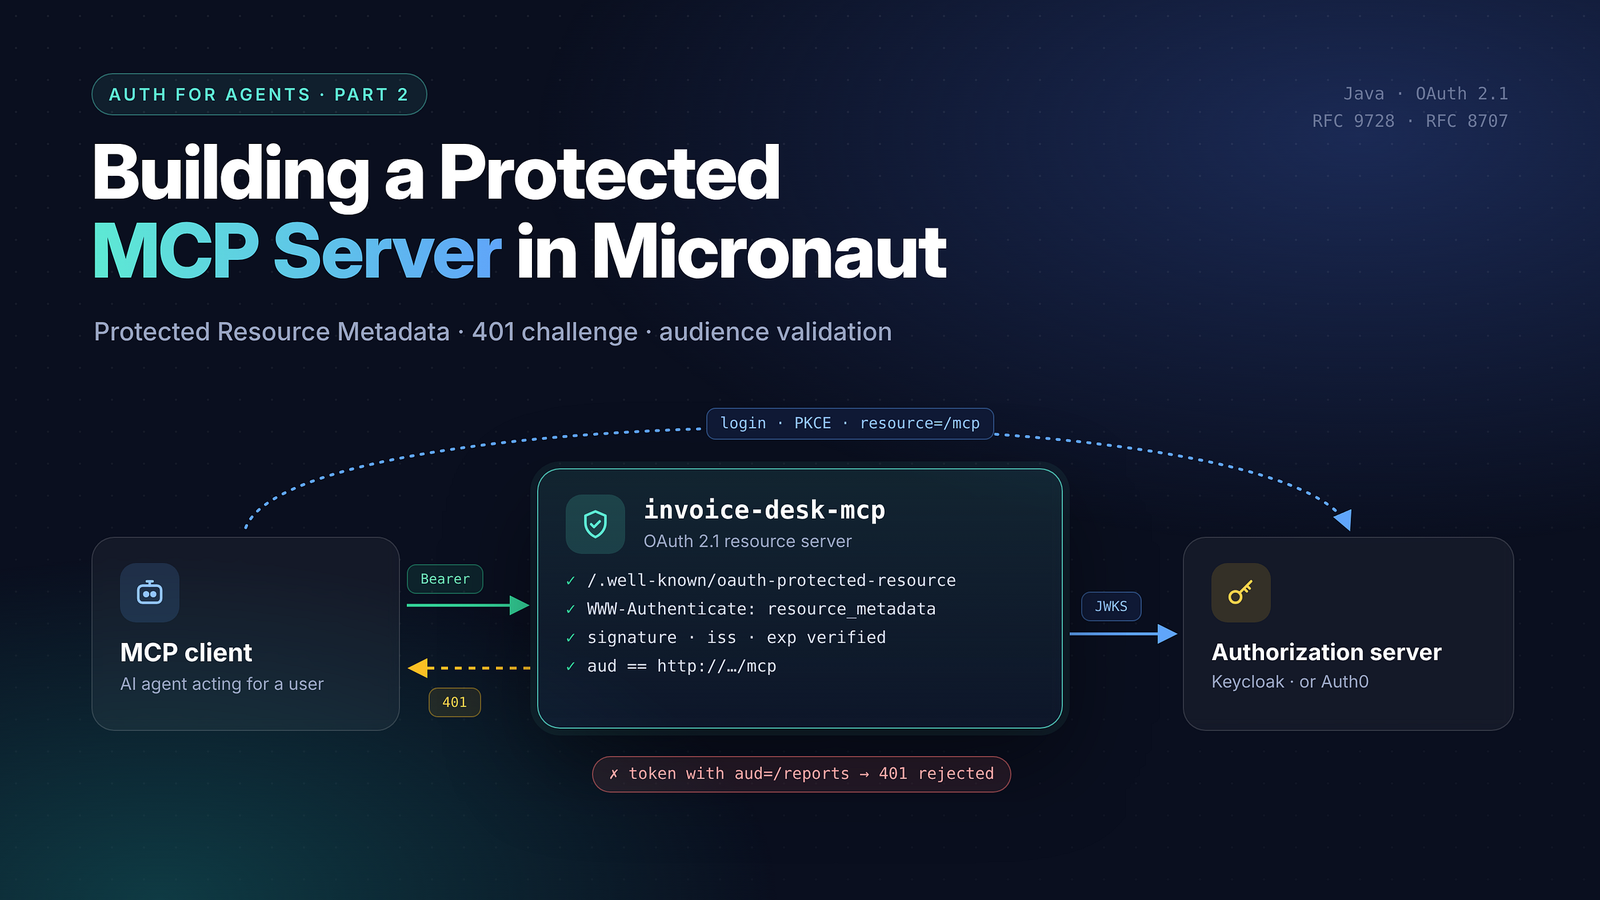 AUTH FOR AGENTS · PART 2
Java · OAuth 2.1
RFC 9728 · RFC 8707
Building a Protected
MCP Server in Micronaut
Protected Resource Metadata · 401 challenge · audience validation
login · PKCE · resource=/mcp
invoice-desk-mcp
OAuth 2.1 resource server
✓ /.well-known/oauth-protected-resource
✓ WWW-Authenticate: resource_metadata
✓ signature · iss · exp verified
✓ aud == http://…/mcp
Bearer
401
MCP client
AI agent acting for a user
JWKS
Authorization server
Keycloak · or Auth0
✗ token with aud=/reports → 401 rejected